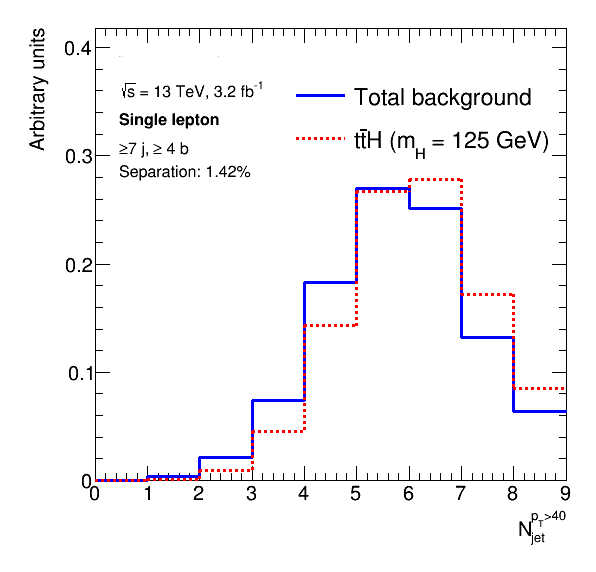 Arbitrary units
√s = 13 TeV, 3.2 fb⁻¹
Single lepton
≥7 j, ≥ 4 b
Separation: 1.42%
Total background
tt̄H (m_H = 125 GeV)
0.4
0.3
0.2
0.1
0
0 1 2 3 4 5 6 7 8 9
N_jet^{p_T>40}